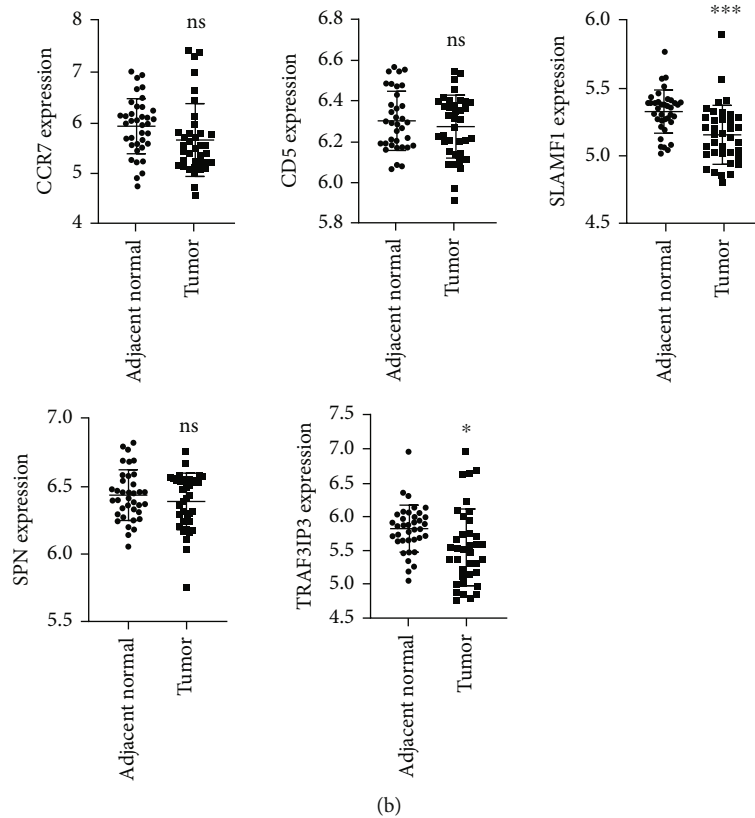 CCR7 expression
8
7
6
5
4
ns
Adjacent normal
Tumor
CD5 expression
6.8
6.6
6.4
6.2
6.0
5.8
ns
Adjacent normal
Tumor
SLAMF1 expression
6.0
5.5
5.0
4.5
***
Adjacent normal
Tumor
SPN expression
7.0
6.5
6.0
5.5
ns
Adjacent normal
Tumor
TRAF3IP3 expression
7.5
7.0
6.5
6.0
5.5
5.0
4.5
*
Adjacent normal
Tumor
(b)